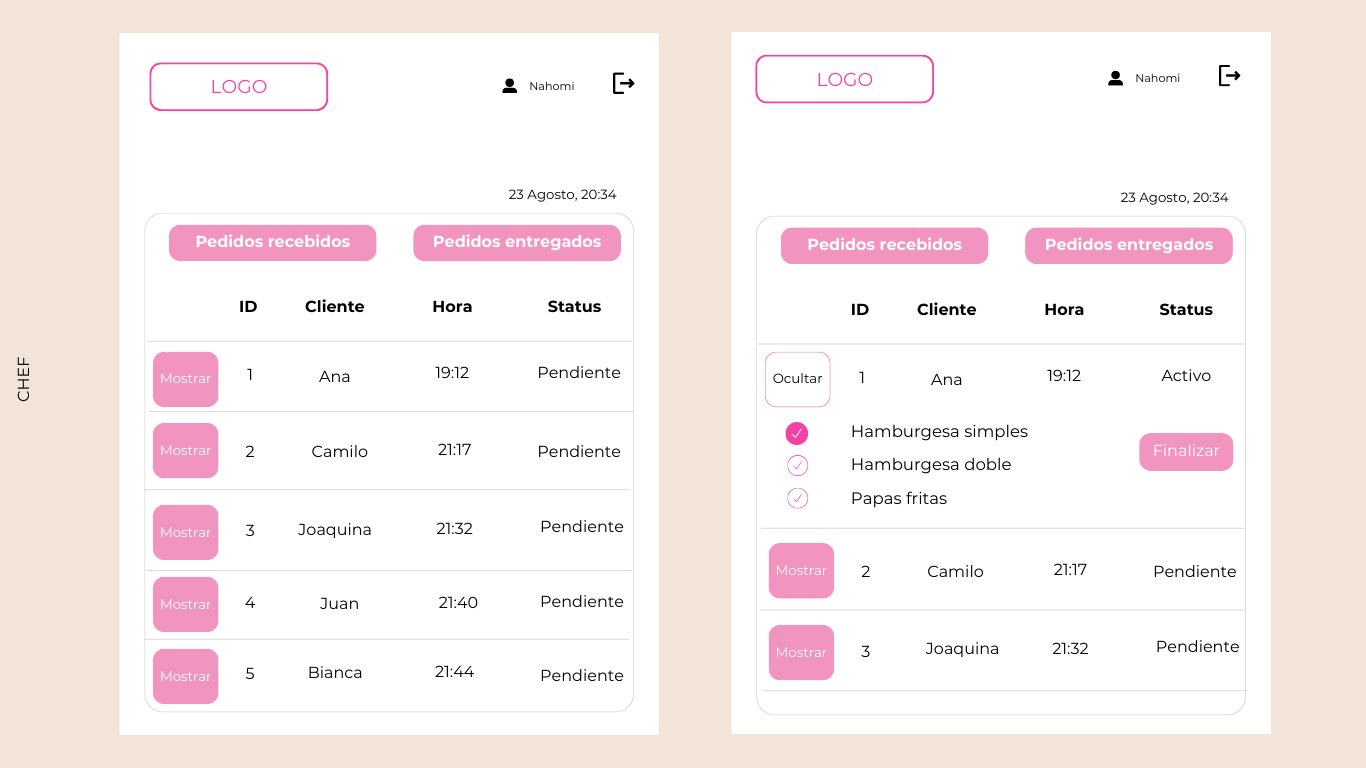 CHEF
LOGO
Nahomi
23 Agosto, 20:34
Pedidos recebidos Pedidos entregados
ID Cliente Hora Status
Mostrar 1 Ana 19:12 Pendiente
Mostrar 2 Camilo 21:17 Pendiente
Mostrar 3 Joaquina 21:32 Pendiente
Mostrar 4 Juan 21:40 Pendiente
Mostrar 5 Bianca 21:44 Pendiente
LOGO
Nahomi
23 Agosto, 20:34
Pedidos recebidos Pedidos entregados
ID Cliente Hora Status
Ocultar 1 Ana 19:12 Activo
Hamburgesa simples
Hamburgesa doble
Finalizar
Papas fritas
Mostrar 2 Camilo 21:17 Pendiente
Mostrar 3 Joaquina 21:32 Pendiente